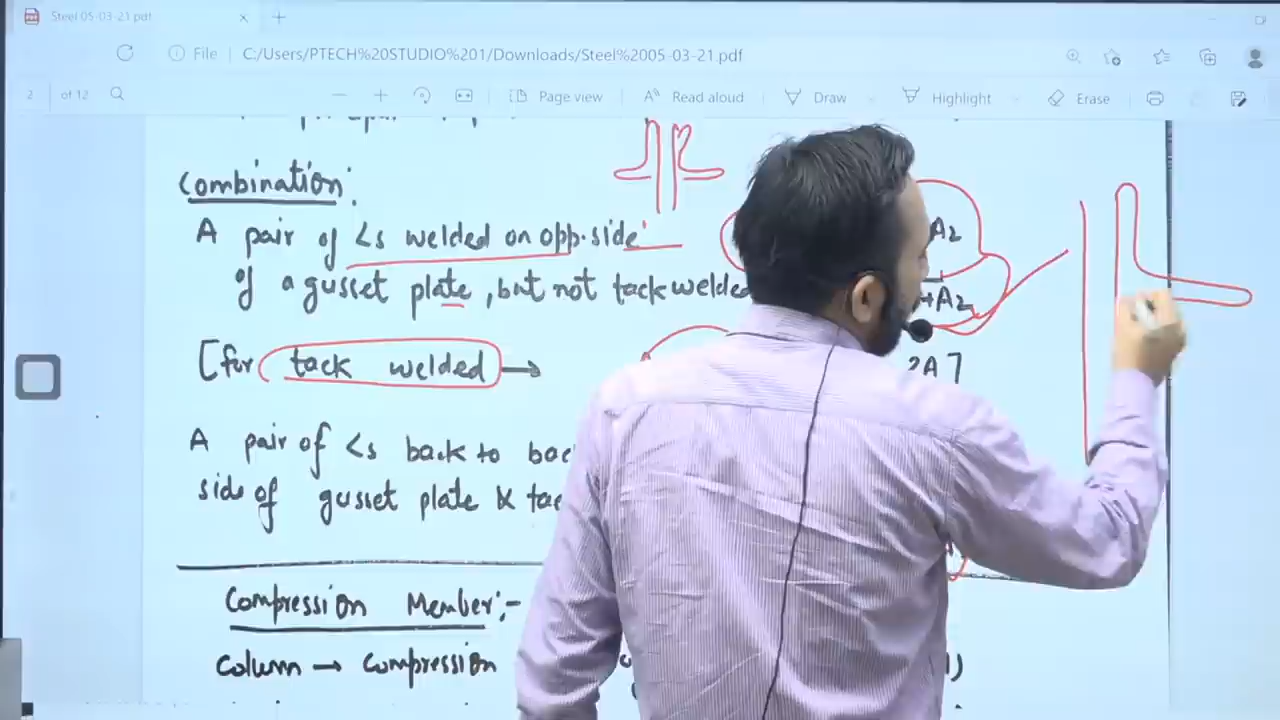 Steel 05-03-21.pdf
File C:/Users/PTECH%20STUDIO%201/Downloads/Steel%2005-03-21.pdf
2 of 12 Page view Read aloud Draw Highlight Erase
Combination:
A pair of ∠s welded on opp. side A2
of a gusset plate, but not tack welded +A2
[for tack welded → 2A]
A pair of ∠s back to bac
side of gusset plate & tac
Compression Member:-
Column → Compression